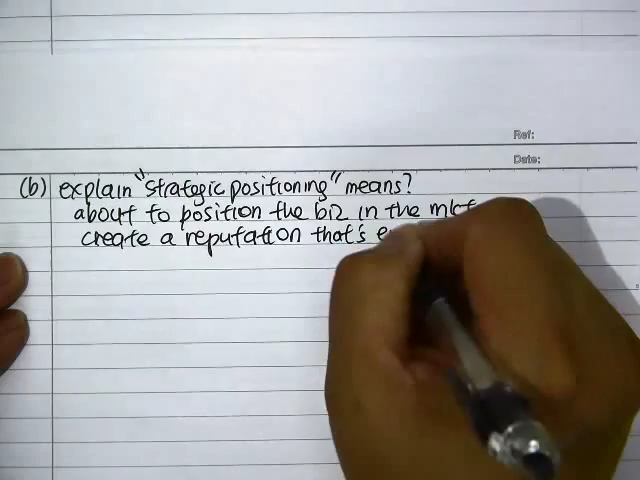 Ref:
Date:
(b) explain "strategic positioning" means?
about to position the biz in the mkt
create a reputation that's